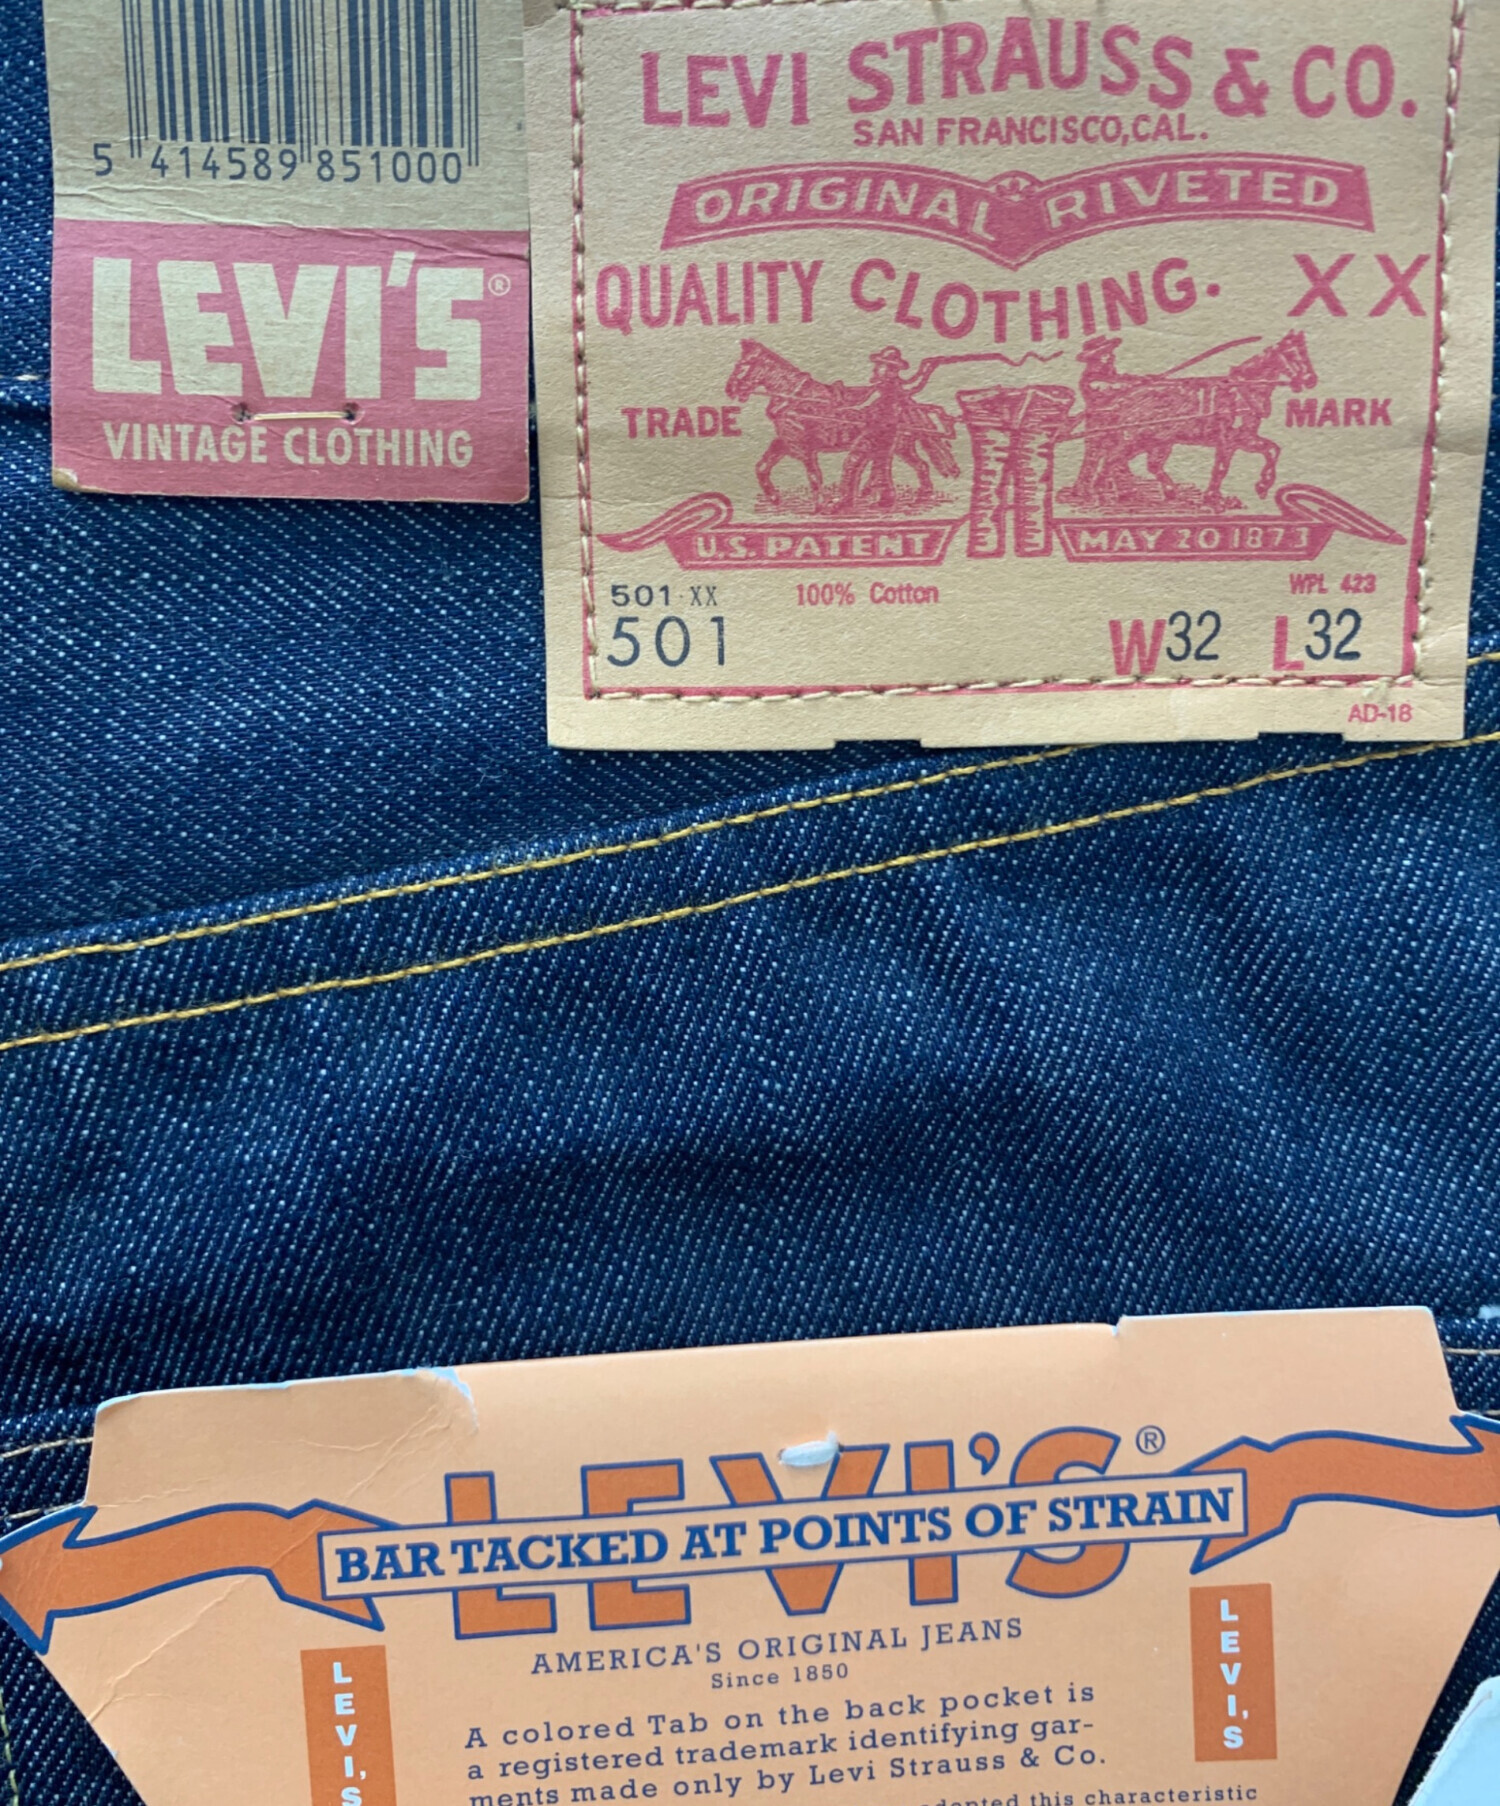 5 414589 851000
LEVI'S®
VINTAGE CLOTHING
LEVI STRAUSS & CO.
SAN FRANCISCO, CAL.
ORIGINAL RIVETED
QUALITY CLOTHING. XX
TRADE MARK
U.S. PATENT MAY 20 1873
501 XX 100% Cotton WPL 423
501 W32 L32
AD-18
LEVI'S®
BAR TACKED AT POINTS OF STRAIN
AMERICA'S ORIGINAL JEANS
Since 1850
LEVI'S
LEVI'S
A colored Tab on the back pocket is
a registered trademark identifying gar-
ments made only by Levi Strauss & Co.
this characteristic